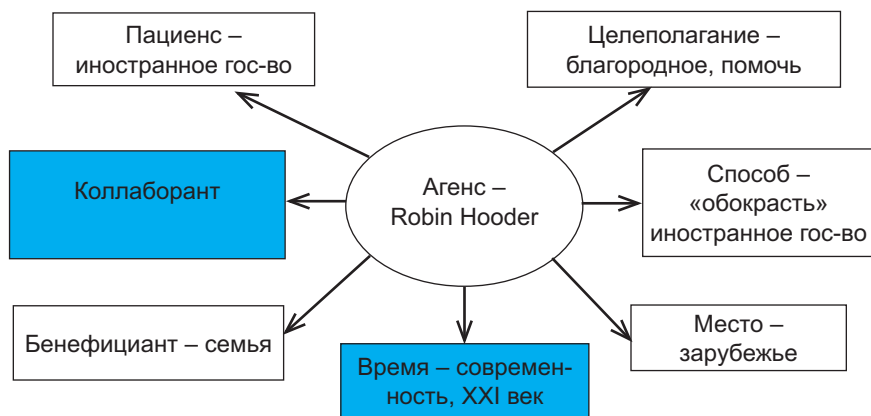 Пациенс –
иностранное гос-во
Целеполагание –
благородное, помочь
Коллаборант
Агенс –
Robin Hooder
Способ –
«обокрасть»
иностранное гос-во
Бенефициант – семья
Время – современ-
ность, XXI век
Место –
зарубежье